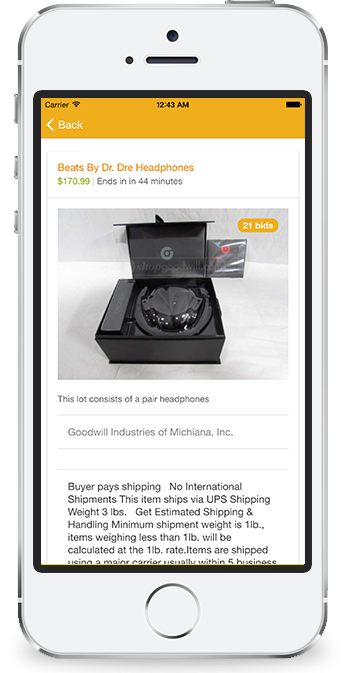 Carrier 12:43 AM
Back
Beats By Dr. Dre Headphones
$170.99 | Ends in in 44 minutes
21 bids
shopgoodwill
This lot consists of a pair headphones
Goodwill Industries of Michiana, Inc.
Buyer pays shipping No International
Shipments This item ships via UPS Shipping
Weight 3 lbs. Get Estimated Shipping &
Handling Minimum shipment weight is 1lb.,
items weighing less than 1lb. will be
calculated at the 1lb. rate.Items are shipped
using a major carrier usually within 5 business